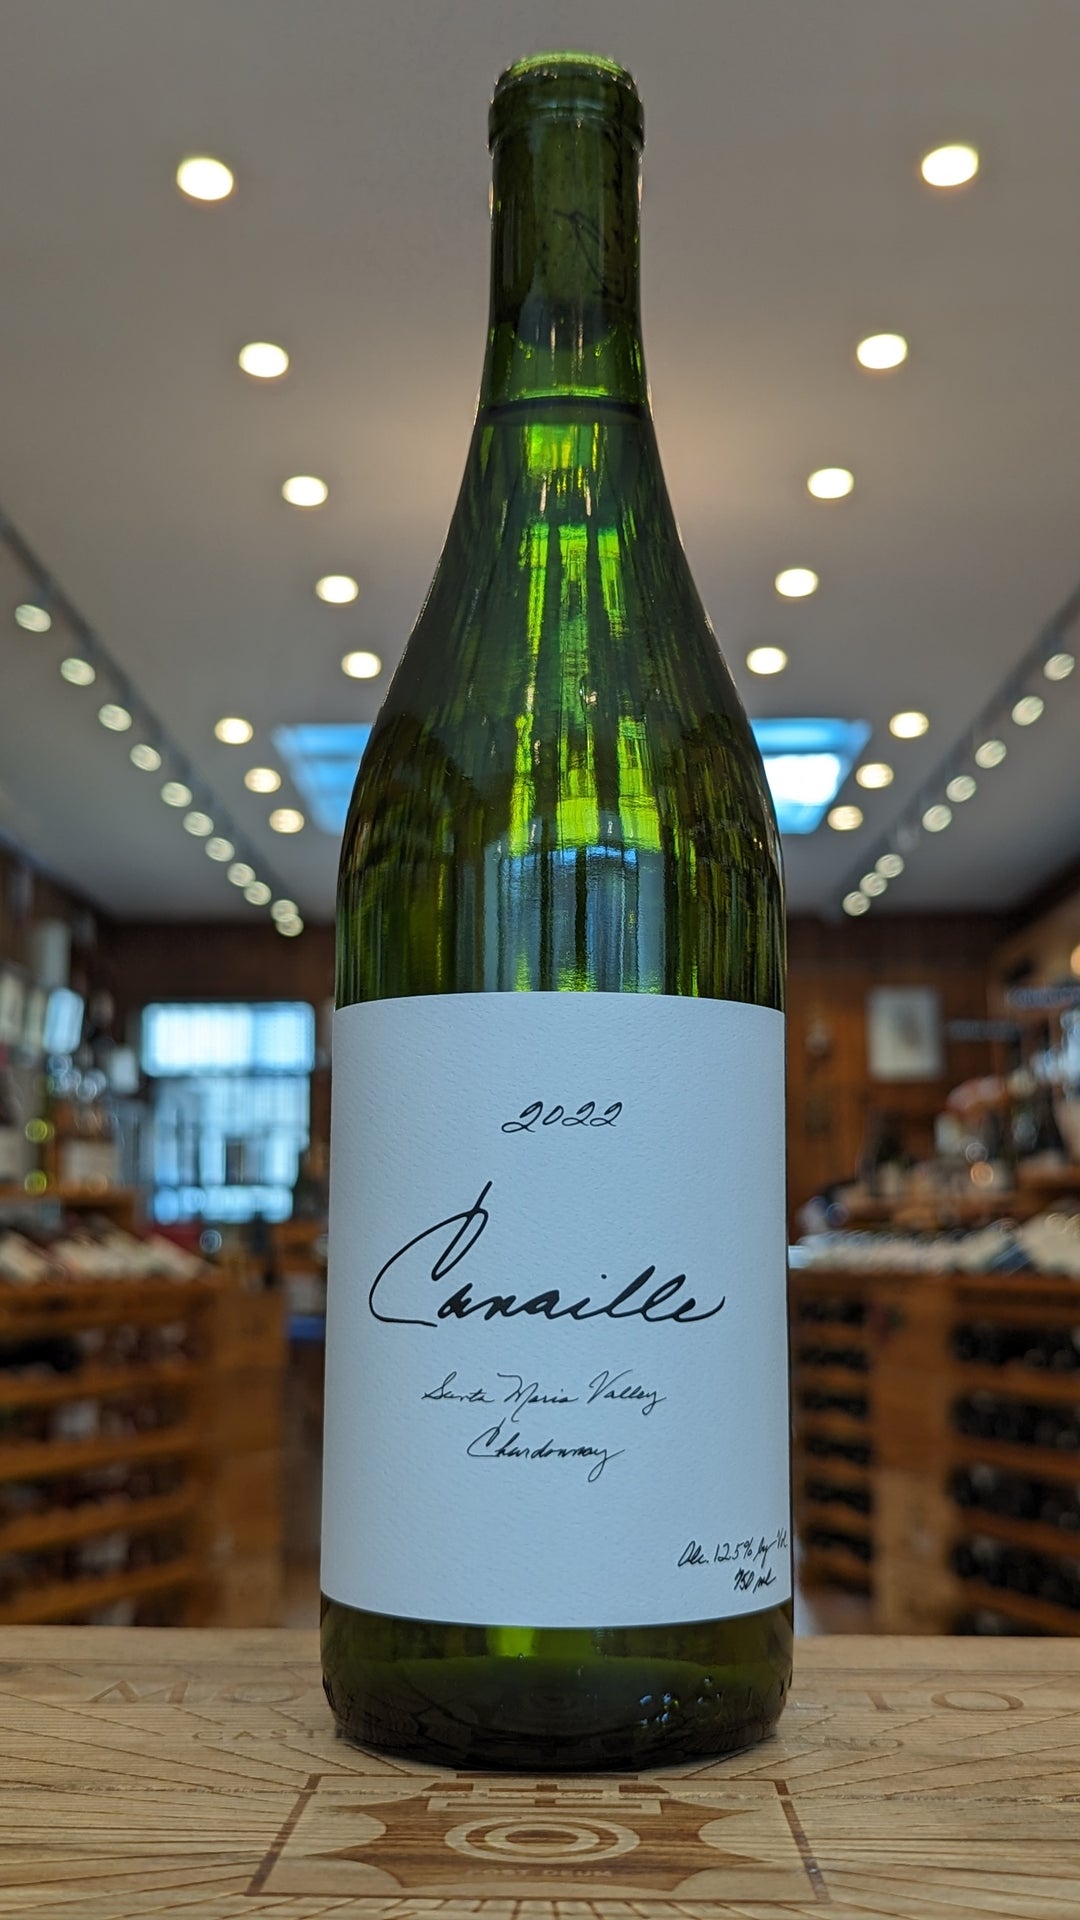 2022
Canaille
Santa Maria Valley
Chardonnay
Alc. 12.5% by Vol.
750 ml